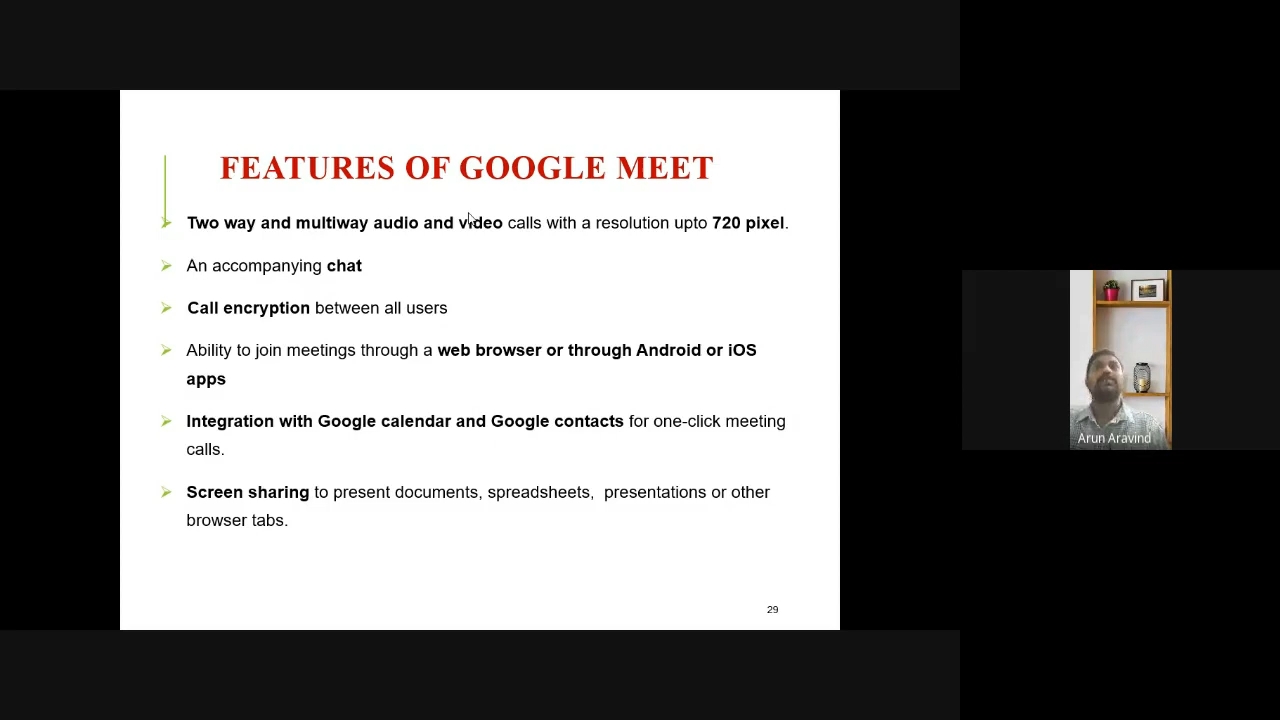 FEATURES OF GOOGLE MEET
Two way and multiway audio and video calls with a resolution upto 720 pixel.
An accompanying chat
Call encryption between all users
Ability to join meetings through a web browser or through Android or iOS
apps
Integration with Google calendar and Google contacts for one-click meeting
calls.
Screen sharing to present documents, spreadsheets,  presentations or other
browser tabs.
29
Arun Aravind